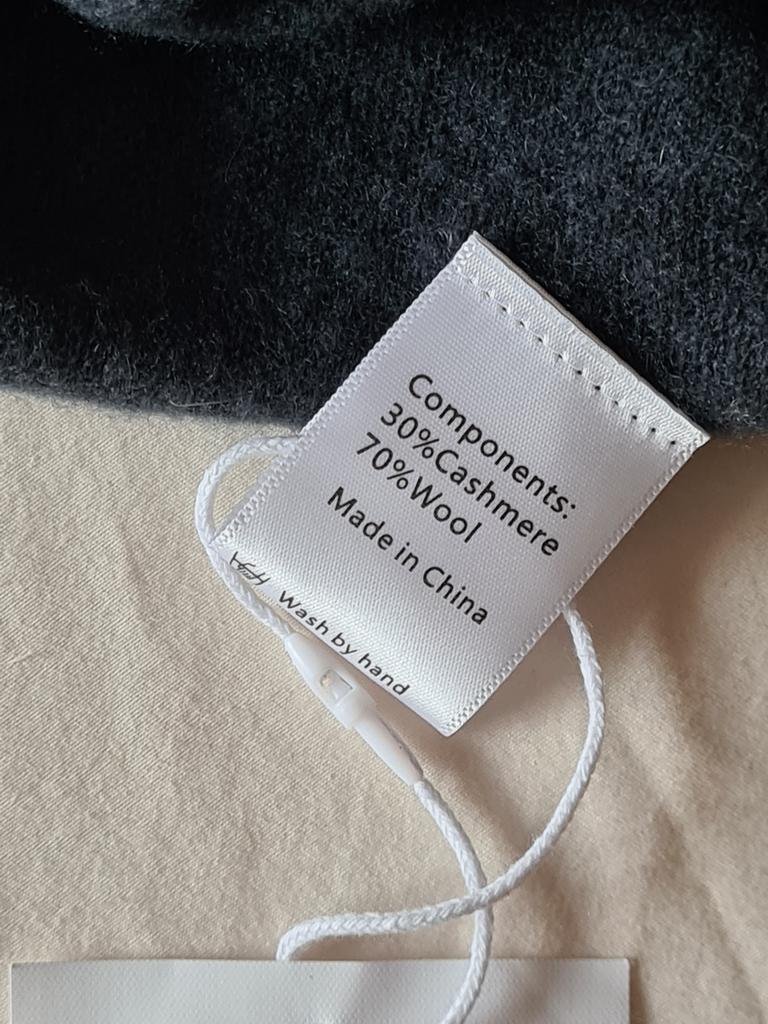 Components:
30%Cashmere
70%Wool
Made in China
Wash by hand